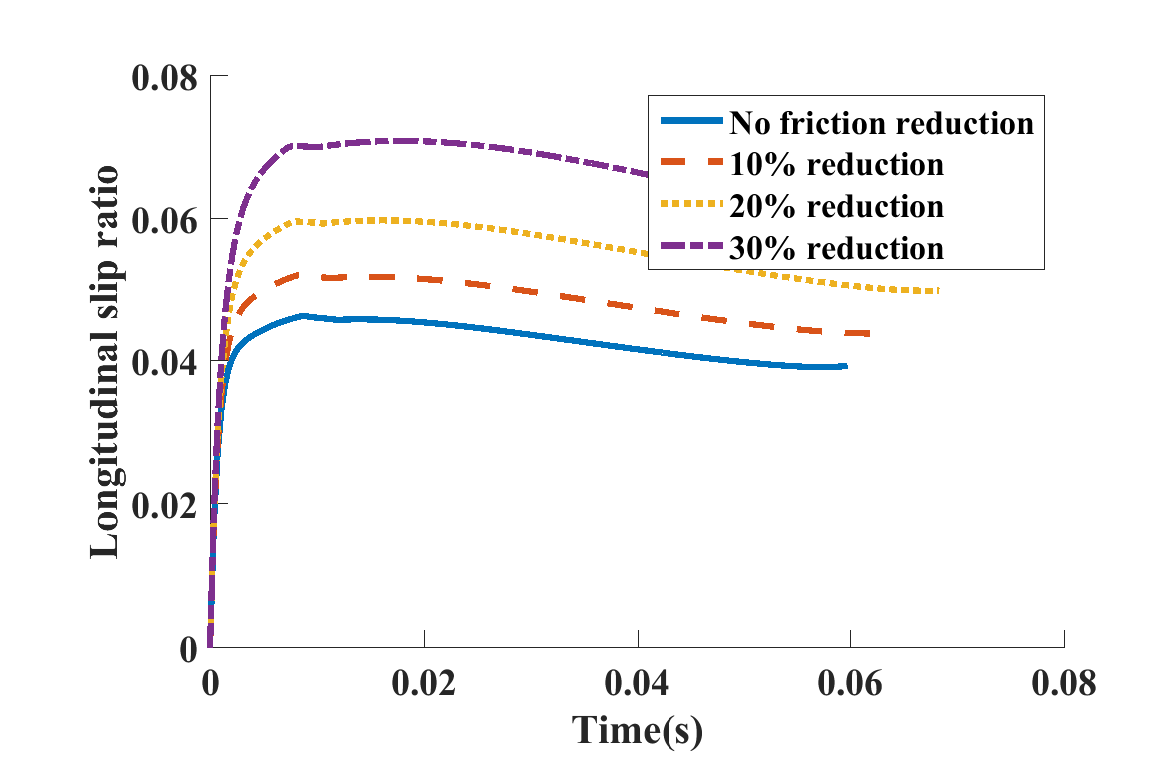 0.08
0.06
0.04
0.02
0
Longitudinal slip ratio
No friction reduction
10% reduction
20% reduction
30% reduction
0 0.02 0.04 0.06 0.08
Time(s)